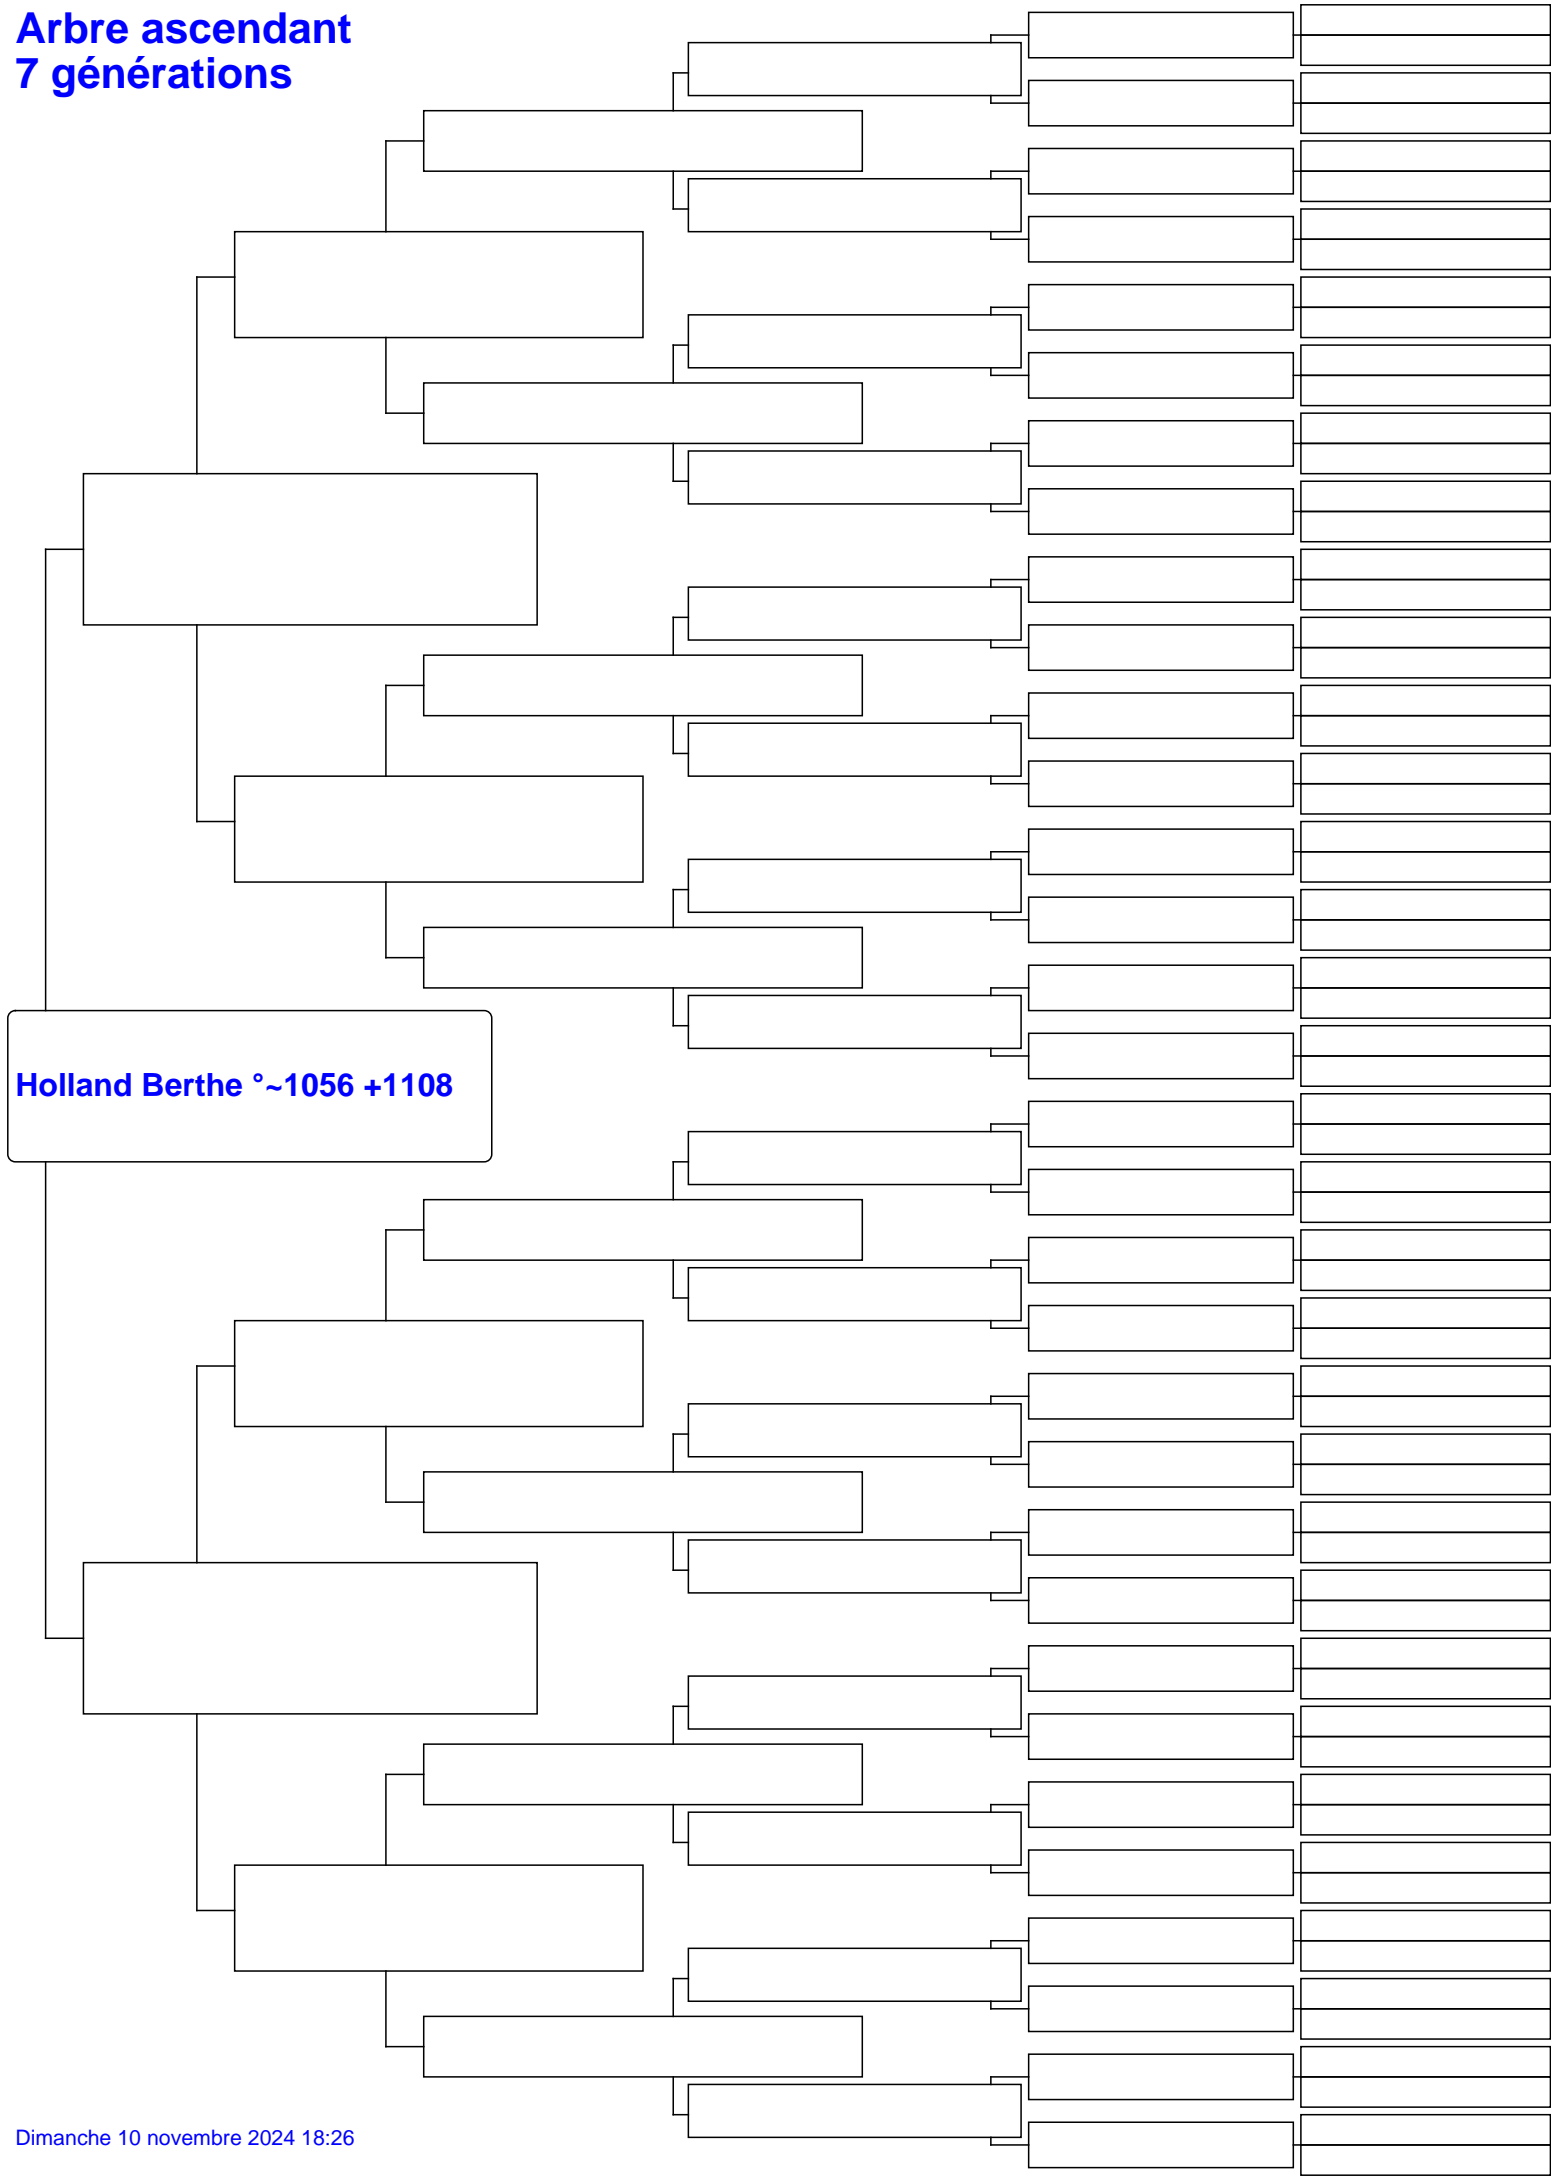 Arbre ascendant
7 générations
Holland Berthe °~1056 +1108
Dimanche 10 novembre 2024 18:26